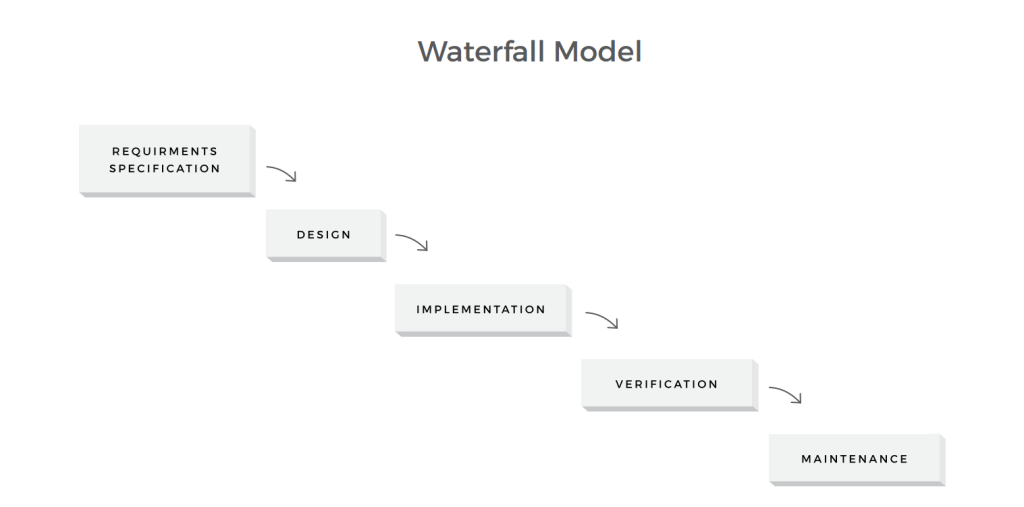 Waterfall Model
REQUIRMENTS
SPECIFICATION
DESIGN
IMPLEMENTATION
VERIFICATION
MAINTENANCE